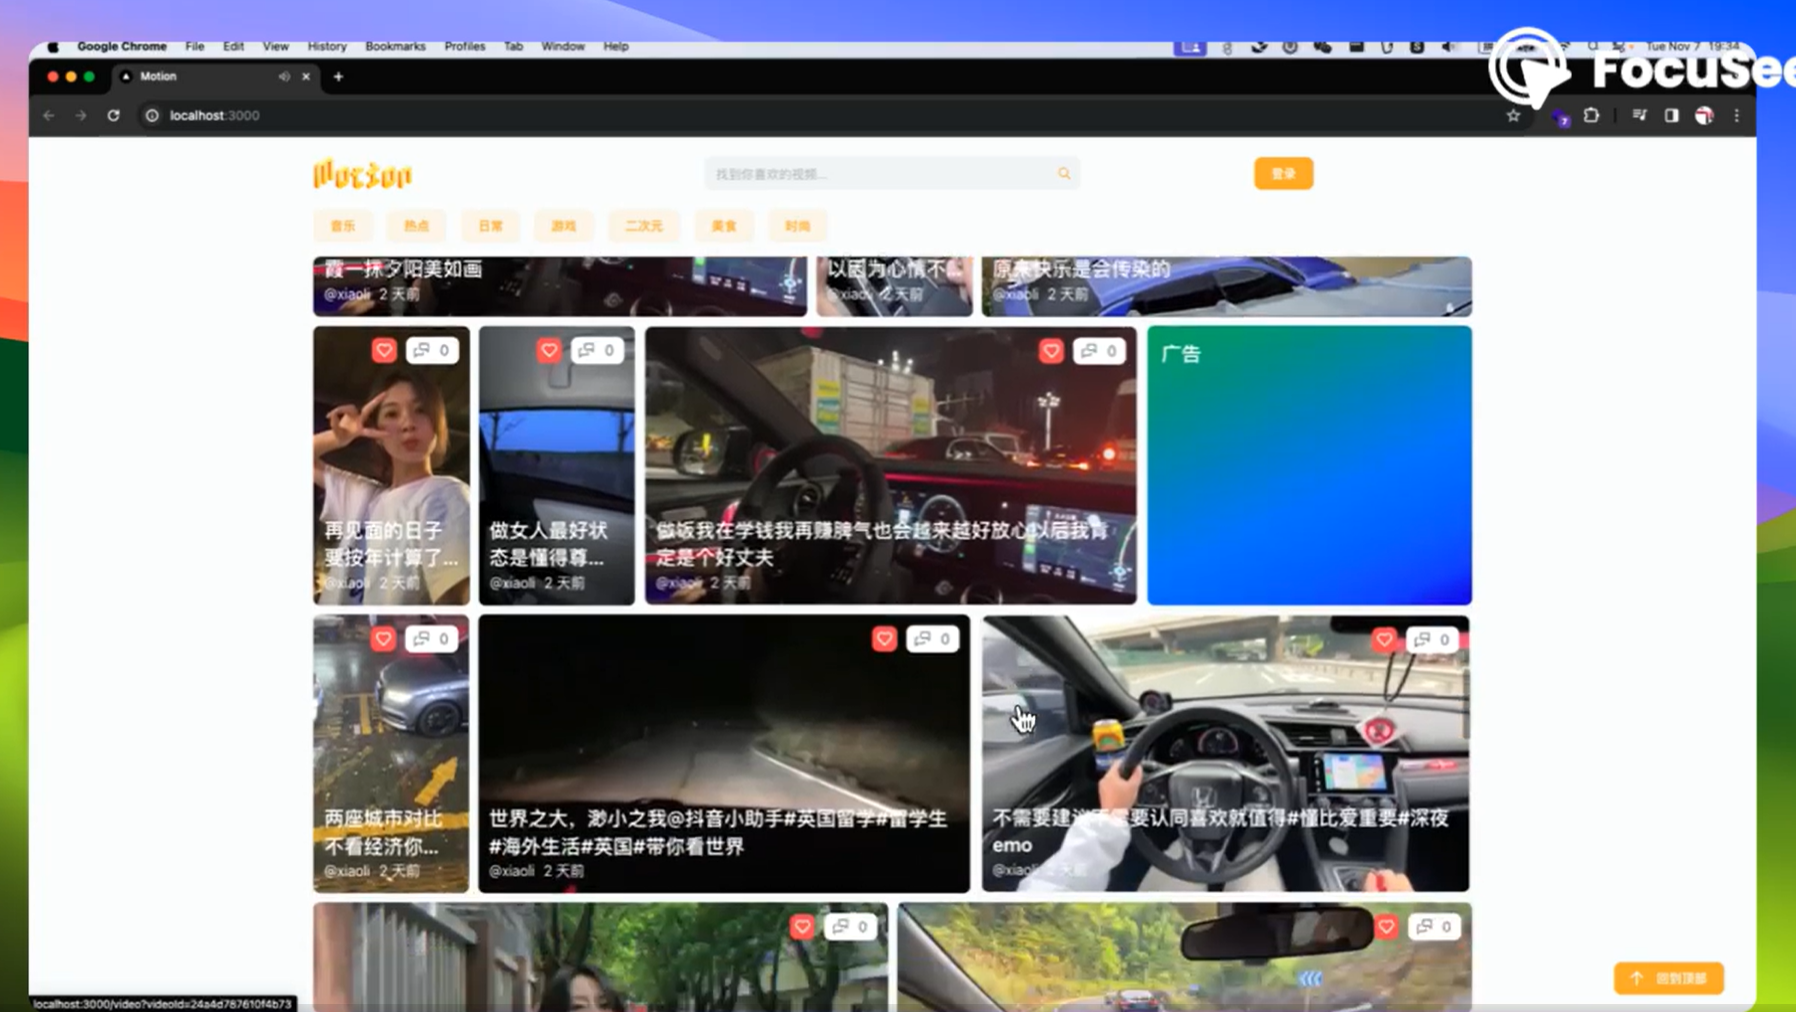 Google Chrome File Edit View History Bookmarks Profiles Tab Window Help
Tue Nov 7 19:34
FocuSee
Motion
localhost:3000
7
Motion
找到你喜欢的视频...
登录
音乐 热点 日常 游戏 二次元 美食 时尚
霞一抹夕阳美如画
@xiaoli 2 天前
以因为心情不...
@xiaoli 2 天前
原来快乐是会传染的
@xiaoli 2 天前
0
再见面的日子
要按年计算了...
@xiaoli 2 天前
0
做女人最好状
态是懂得尊...
@xiaoli 2 天前
0
做饭我在学钱我再赚脾气也会越来越好放心以后我肯
定是个好丈夫
@xiaoli 2 天前
广告
0
两座城市对比
不看经济你...
@xiaoli 2 天前
0
世界之大，渺小之我@抖音小助手#英国留学#留学生
#海外生活#英国#带你看世界
@xiaoli 2 天前
0
不需要建议不需要认同喜欢就值得#懂比爱重要#深夜
emo
@xiaoli 2 天前
0
0
回到顶部
localhost:3000/video?videoId=24a4d787610f4b73